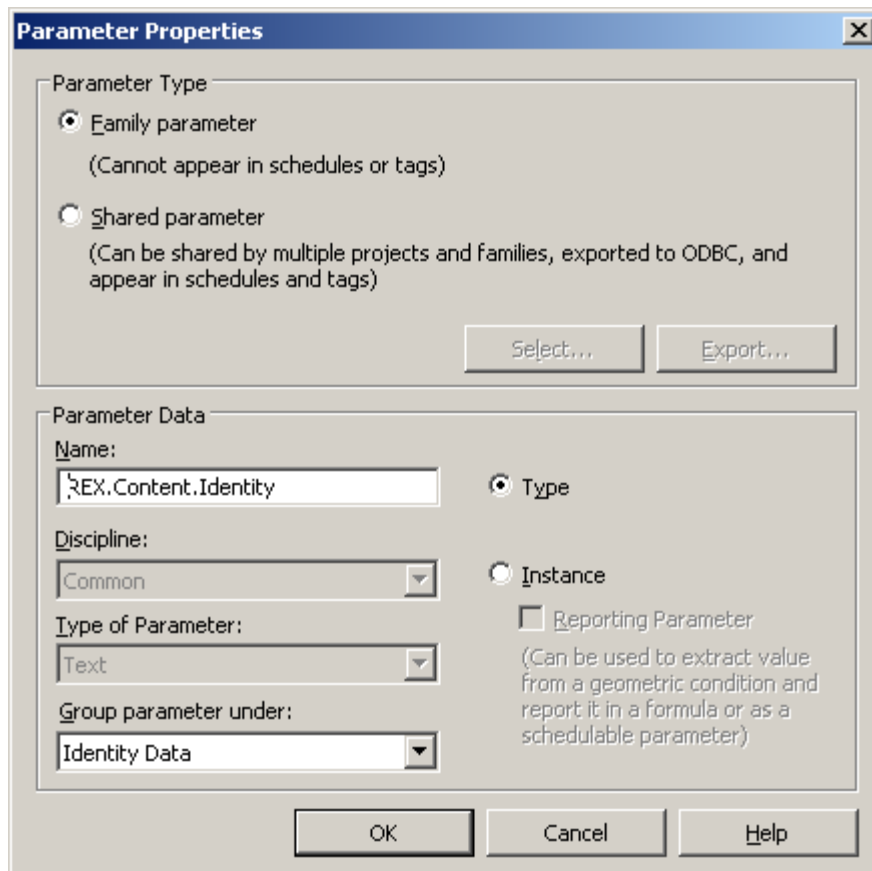 Parameter Properties
Parameter Type
Family parameter
(Cannot appear in schedules or tags)
Shared parameter
(Can be shared by multiple projects and families, exported to ODBC, and
appear in schedules and tags)
Select...
Export...
Parameter Data
Name:
REX.Content.Identity
Type
Discipline:
Common
Instance
Reporting Parameter
Type of Parameter:
Text
(Can be used to extract value
from a geometric condition and
report it in a formula or as a
schedulable parameter)
Group parameter under:
Identity Data
OK
Cancel
Help